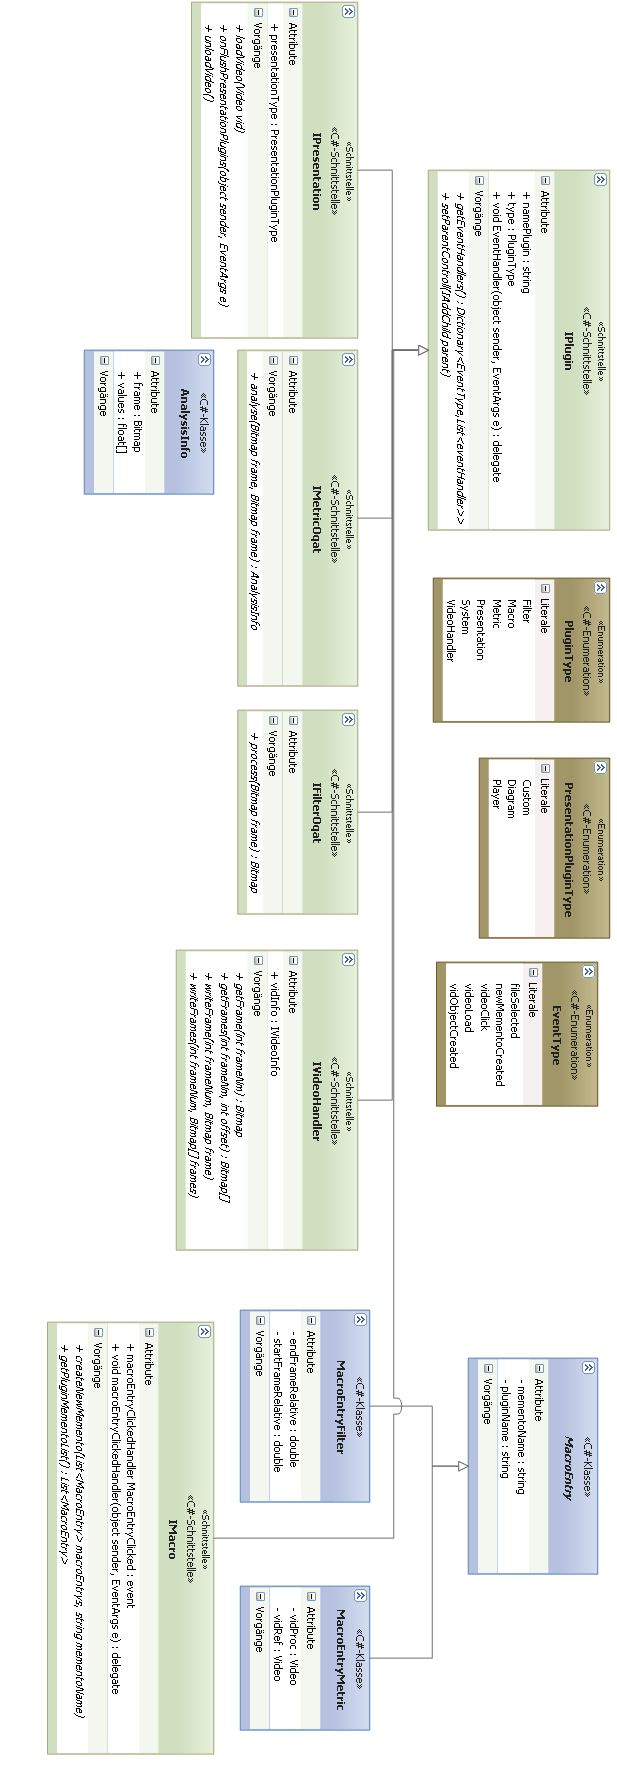 «Schnittstelle»
«C#-Schnittstelle»
IPlugin
Attribute
+ namePlugin : string
+ type : PluginType
+ void EventHandler(object sender, EventArgs e) : delegate
Vorgänge
+ getEventHandlers() : Dictionary<EventType,List<eventHandler>>
+ setParentControll(IAddChild parent)
«Enumeration»
«C#-Enumeration»
PluginType
Literale
Filter
Macro
Metric
Presentation
System
VideoHandler
«Enumeration»
«C#-Enumeration»
PresentationPluginType
Literale
Custom
Diagram
Player
«Enumeration»
«C#-Enumeration»
EventType
Literale
fileSelected
newMementoCreated
videoClick
videoLoad
vidObjectCreated
«C#-Klasse»
MacroEntry
Attribute
- mementoName : string
- pluginName : string
Vorgänge
«Schnittstelle»
«C#-Schnittstelle»
IPresentation
Attribute
+ presentationType : PresentationPluginType
Vorgänge
+ loadVideo(Video vid)
+ onFlushPresentationPlugins(object sender, EventArgs e)
+ unloadVideo()
«Schnittstelle»
«C#-Schnittstelle»
IMetricOqat
Attribute
Vorgänge
+ analyse(Bitmap frame, Bitmap frame) : AnalysisInfo
«Schnittstelle»
«C#-Schnittstelle»
IFilterOqat
Attribute
Vorgänge
+ process(Bitmap frame) : Bitmap
«Schnittstelle»
«C#-Schnittstelle»
IVideoHandler
Attribute
+ vidInfo : IVideoInfo
Vorgänge
+ getFrame(int frameNm) : Bitmap
+ getFrames(int frameNm, int offset) : Bitmap[]
+ writeFrame(int frameNum, Bitmap frame)
+ writeFrames(int frameNum, Bitmap[] frames)
«C#-Klasse»
MacroEntryFilter
Attribute
- endFrameRelative : double
- startFrameRelative : double
Vorgänge
«C#-Klasse»
MacroEntryMetric
Attribute
- vidProc : Video
- vidRef : Video
Vorgänge
«C#-Klasse»
AnalysisInfo
Attribute
+ frame : Bitmap
+ values : float[]
Vorgänge
«Schnittstelle»
«C#-Schnittstelle»
IMacro
Attribute
+ macroEntryClickedHandler MacroEntryClicked : event
+ void macroEntryClickedHandler(object sender, EventArgs e) : delegate
Vorgänge
+ createNewMemento(List<MacroEntry> macroEntrys, string mementoName)
+ getPluginMementoList() : List<MacroEntry>